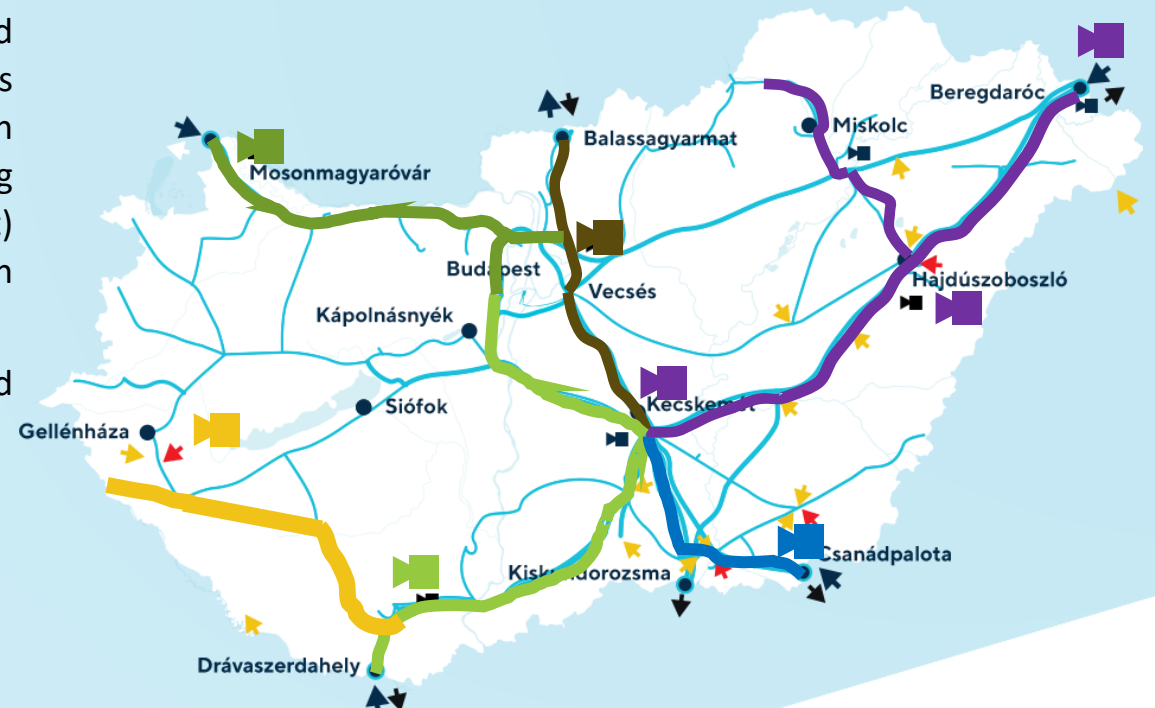 d
s
n
g
)
n
d
Beregdaróc
Miskolc
Balassagyarmat
Mosonmagyaróvár
Budapest
Hajdúszoboszló
Vecsés
Kápolnásnyék
Kecskemét
Siófok
Gellénháza
Csanádpalota
Kiskundorozsma
Drávaszerdahely